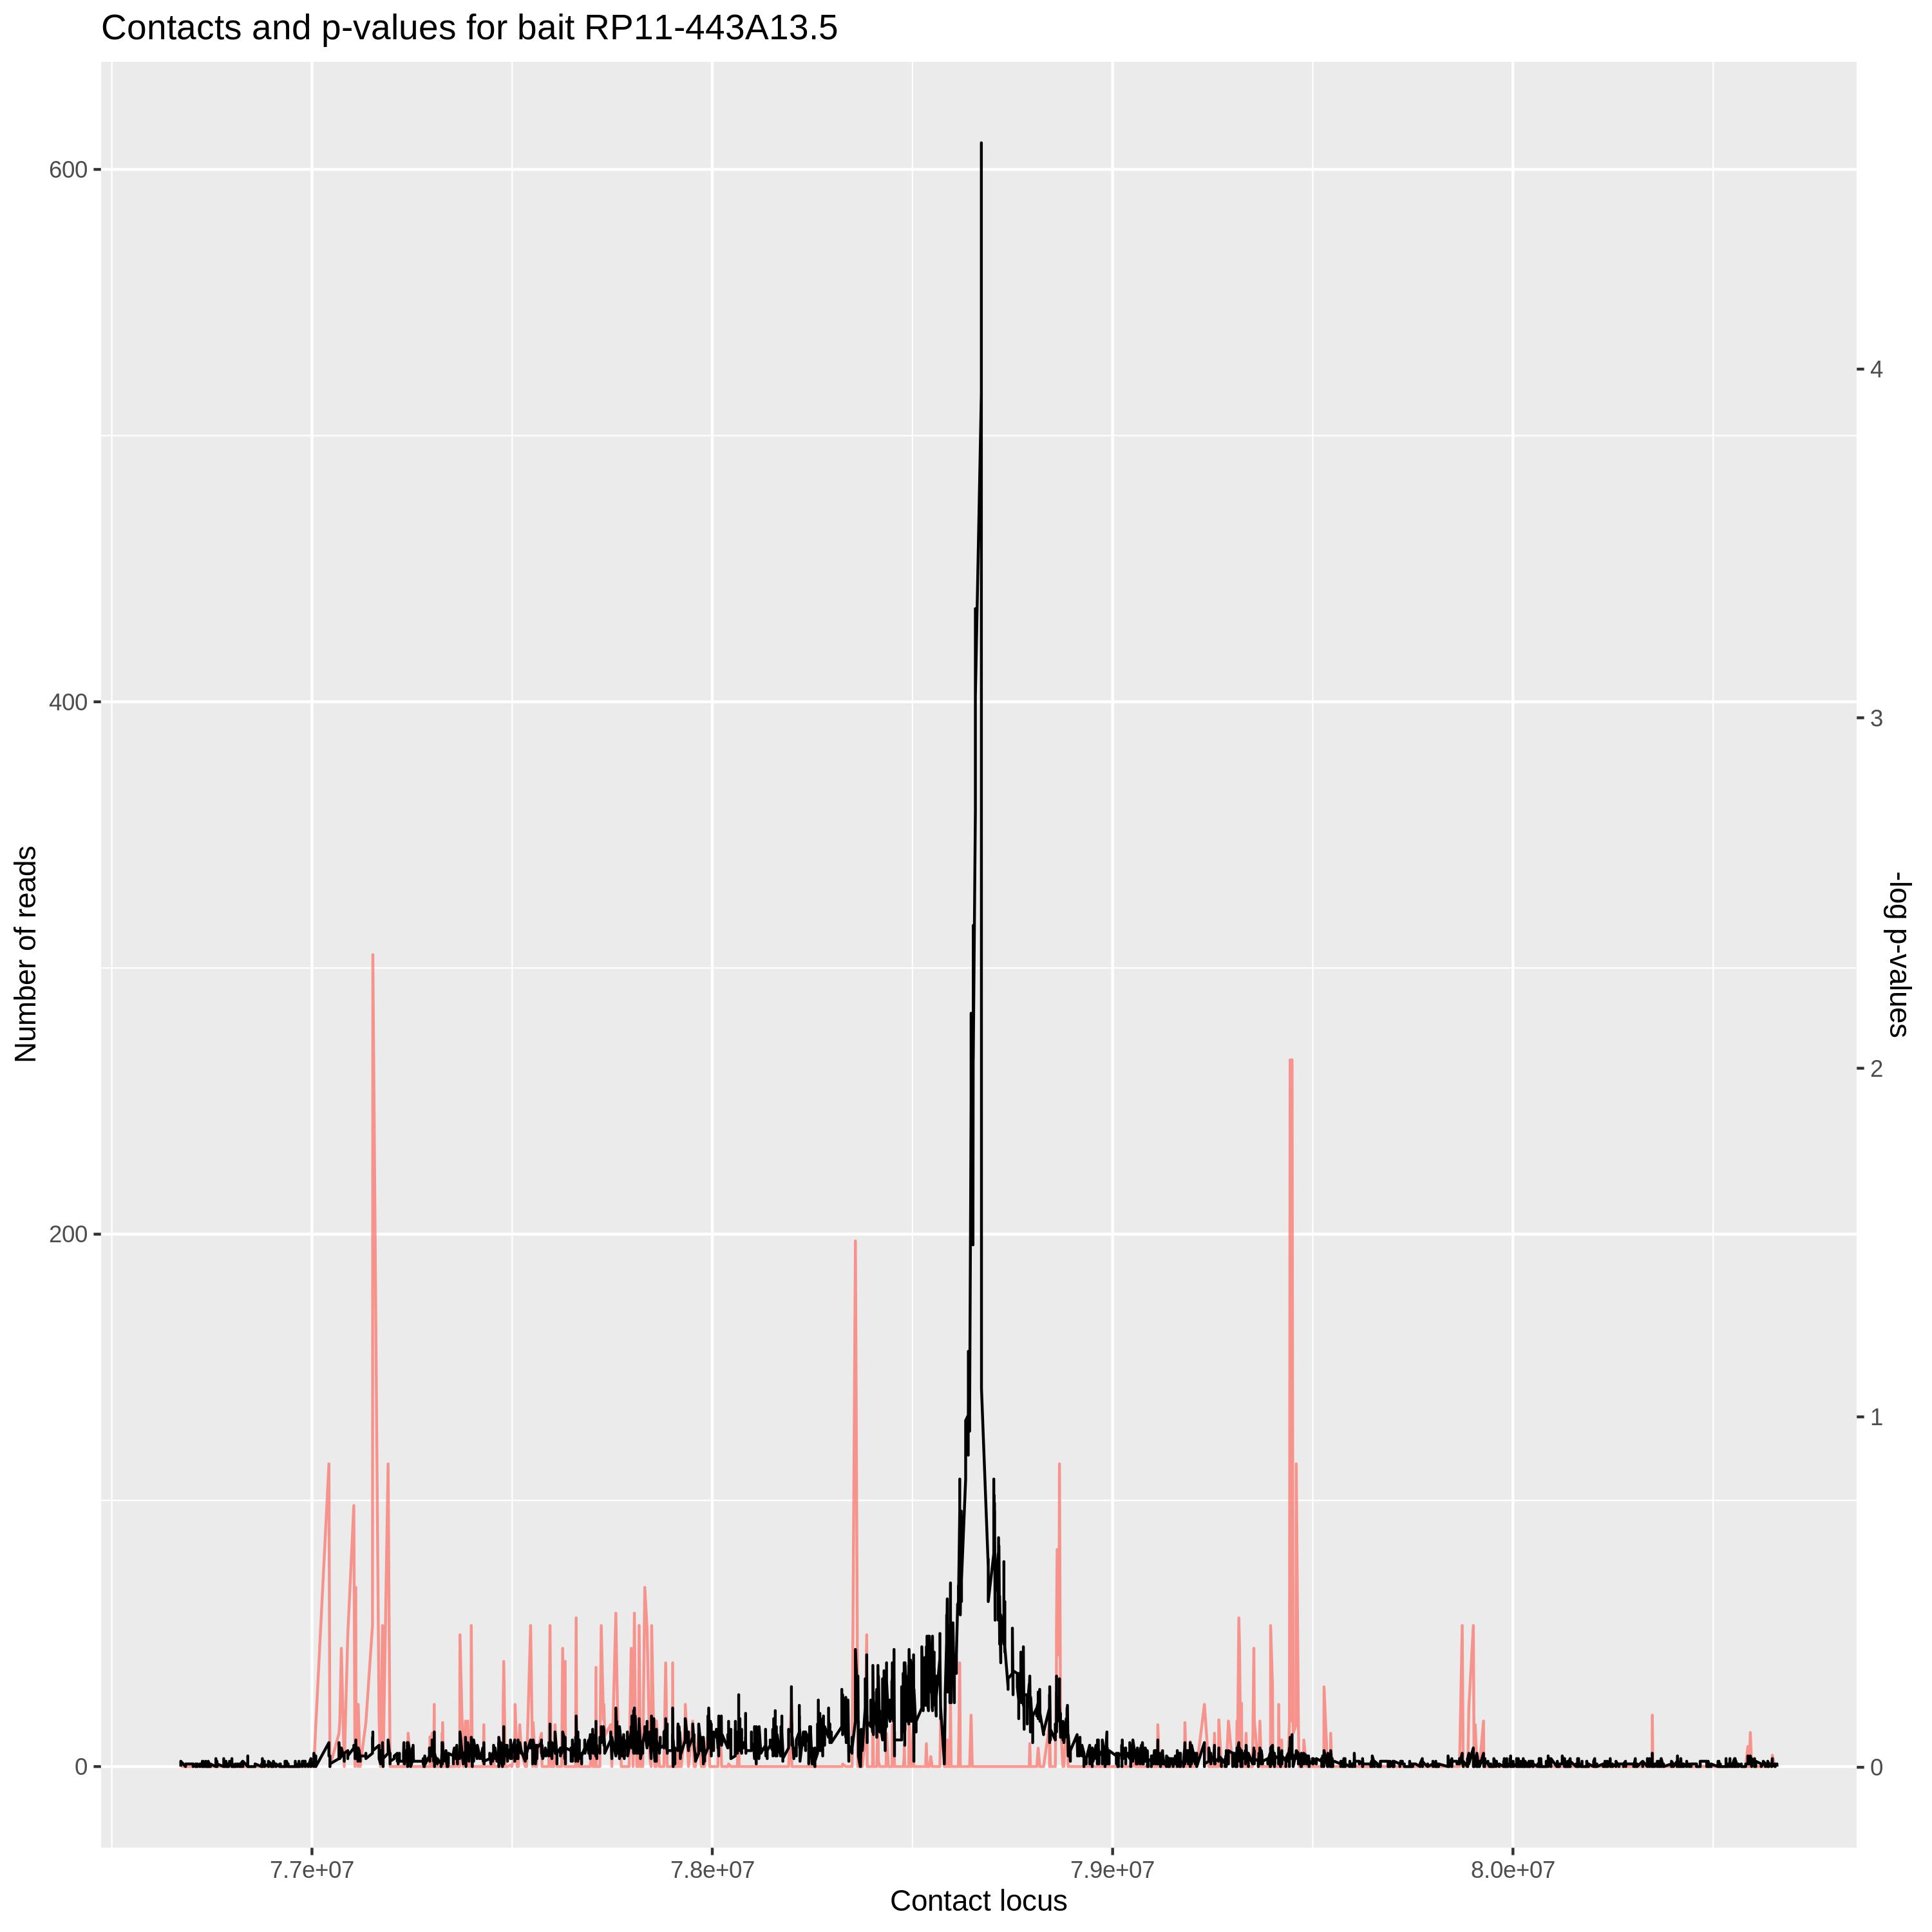 Contacts and p-values for bait RP11-443A13.5
600
400
200
0
Number of reads
4
3
2
1
0
-log p-values
7.7e+07
7.8e+07
7.9e+07
8.0e+07
Contact locus